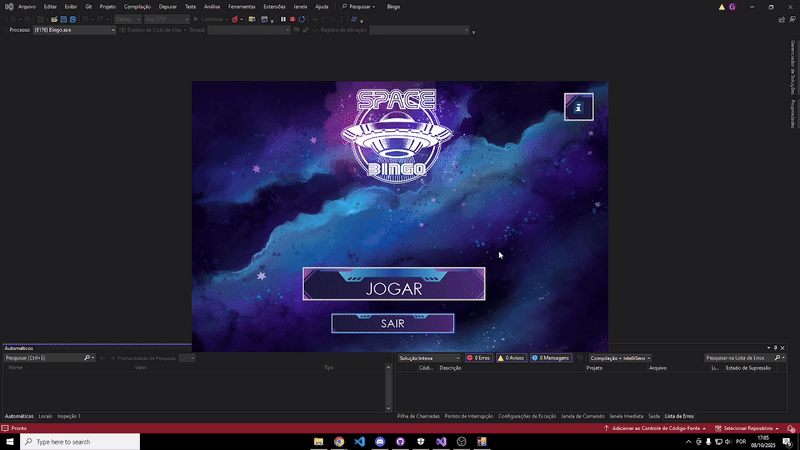 Arquivo Editar Exibir Git Projeto Compilação Depurar Teste Análise Ferramentas Extensões Janela Ajuda Pesquisar Bingo
Debug Any CPU Continuar
Processo: [9176] Bingo.exe Eventos de Ciclo de Vida Thread: Registro de Ativação:
Gerenciador de Soluções
Propriedades
SPACE
BINGO
JOGAR
SAIR
Automáticos
Pesquisar (Ctrl+E) Profundidade de Pesquisa:
Nome Valor Tipo
Solução Inteira 0 Erros 0 Avisos 0 Mensagens Compilação + IntelliSens Pesquisar na Lista de Erros
Códi... Descrição Projeto Arquivo Li... Estado de Supressão
Automáticos Locais Inspeção 1
Pilha de Chamadas Pontos de Interrupção Configurações de Exceção Janela de Comando Janela Imediata Saída Lista de Erros
Pronto Adicionar ao Controle do Código-Fonte Selecionar Repositório
Type here to search
POR
17:05
08/10/2025